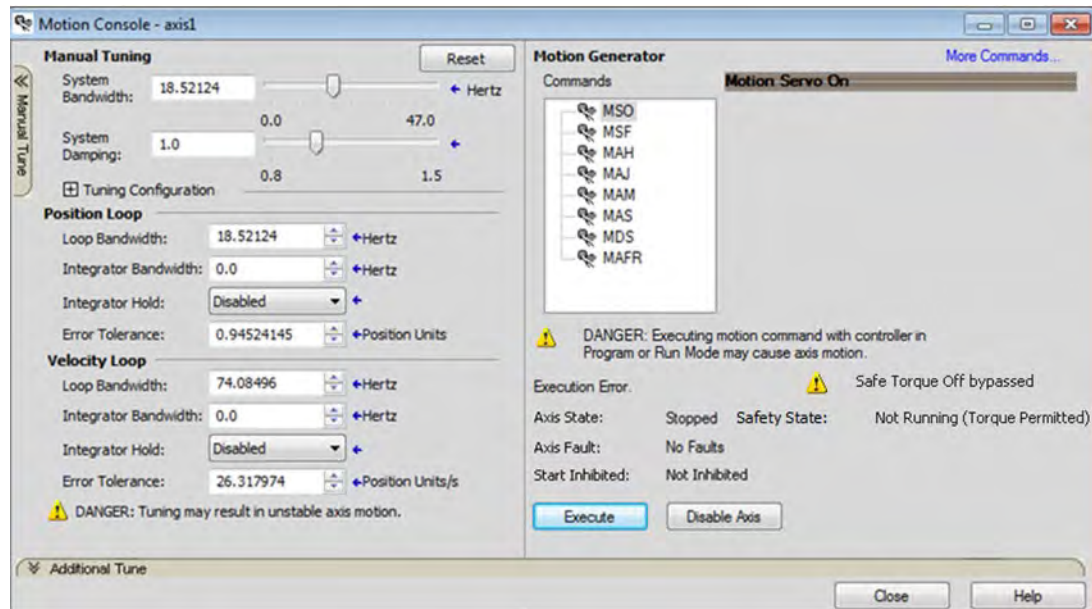 Motion Console - axis1
Manual Tuning
Reset
Manual Tune
System Bandwidth:
18.52124
Hertz
0.0 47.0
System Damping:
1.0
0.8 1.5
Tuning Configuration
Position Loop
Loop Bandwidth: 18.52124 Hertz
Integrator Bandwidth: 0.0 Hertz
Integrator Hold: Disabled
Error Tolerance: 0.94524145 Position Units
Velocity Loop
Loop Bandwidth: 74.08496 Hertz
Integrator Bandwidth: 0.0 Hertz
Integrator Hold: Disabled
Error Tolerance: 26.317974 Position Units/s
DANGER: Tuning may result in unstable axis motion.
Motion Generator
More Commands...
Commands
Motion Servo On
MSO
MSF
MAH
MAJ
MAM
MAS
MDS
MAFR
DANGER: Executing motion command with controller in
Program or Run Mode may cause axis motion.
Execution Error.
Safe Torque Off bypassed
Axis State: Stopped Safety State: Not Running (Torque Permitted)
Axis Fault: No Faults
Start Inhibited: Not Inhibited
Execute Disable Axis
Additional Tune
Close Help